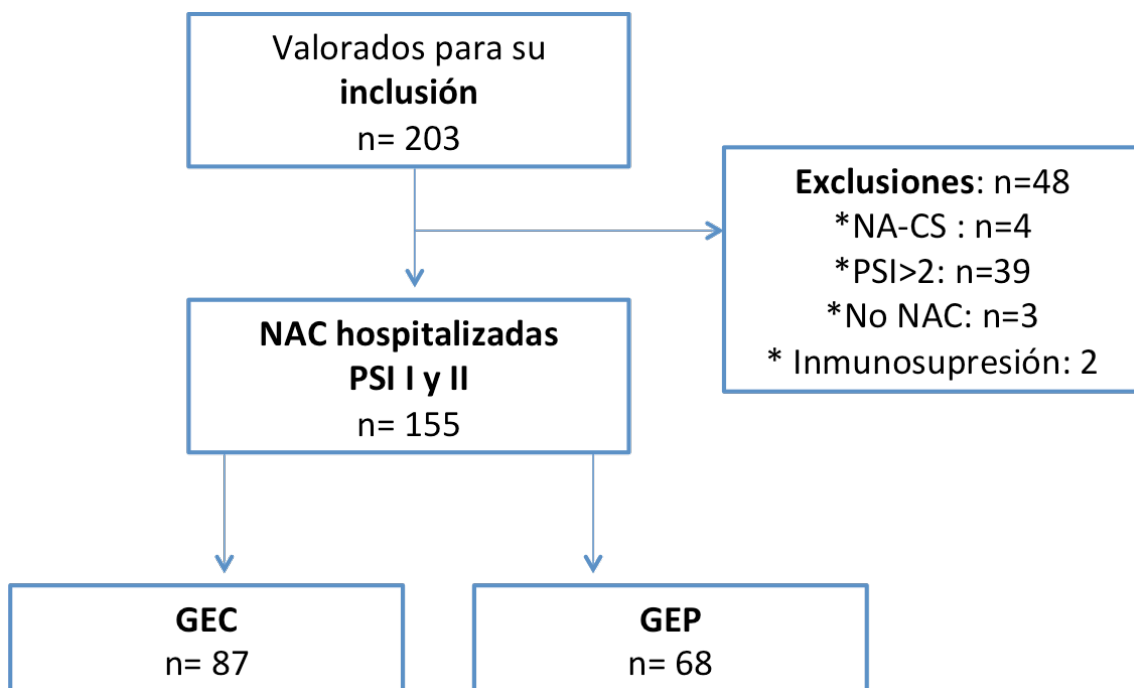 Valorados para su
inclusión
n= 203
Exclusiones: n=48
*NA-CS : n=4
*PSI>2: n=39
*No NAC: n=3
* Inmunosupresión: 2
NAC hospitalizadas
PSI I y II
n= 155
GEC
n= 87
GEP
n= 68